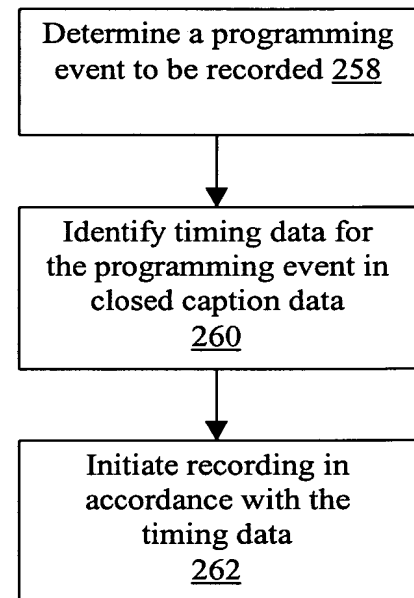 Determine a programming
event to be recorded 258
Identify timing data for
the programming event in
closed caption data
260
Initiate recording in
accordance with the
timing data
262